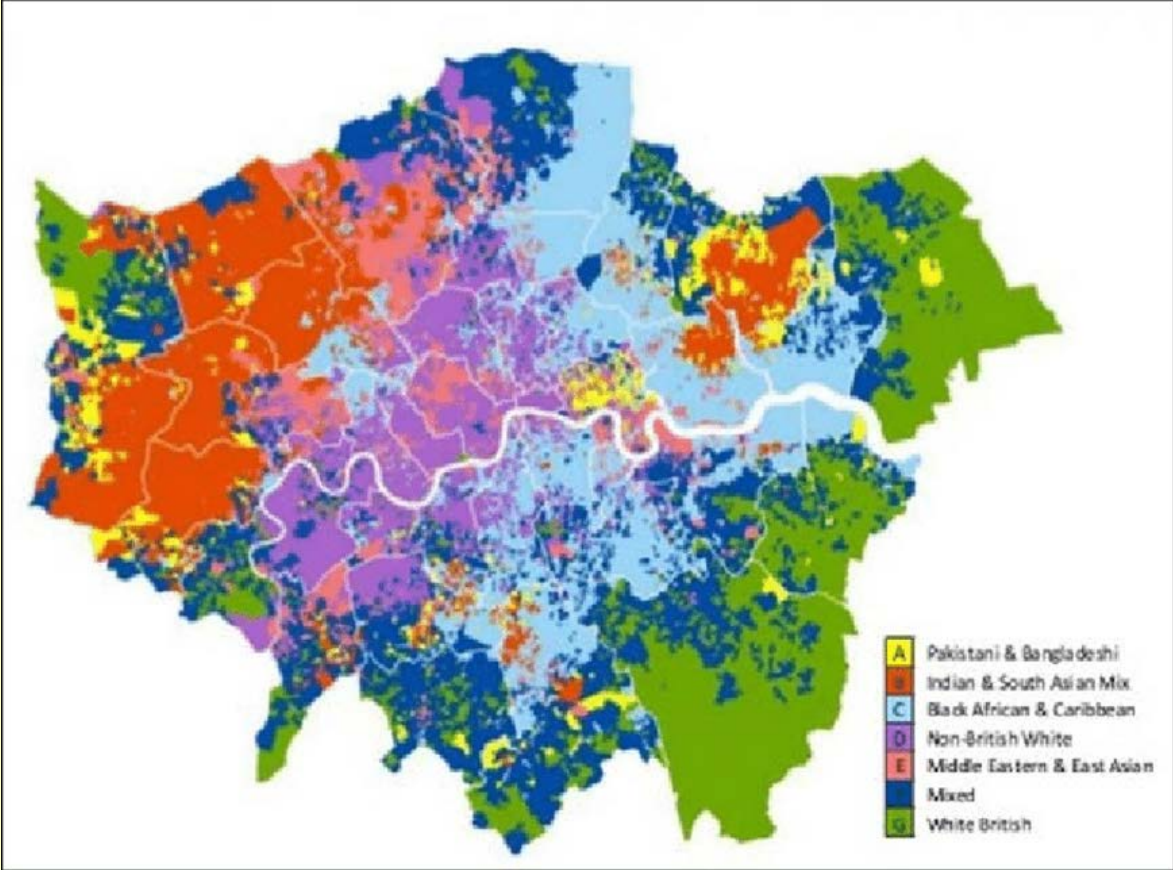 A Pakistani & Bangladeshi
B Indian & South Asian Mix
C Black African & Caribbean
D Non-British White
E Middle Eastern & East Asian
Mixed
G White British